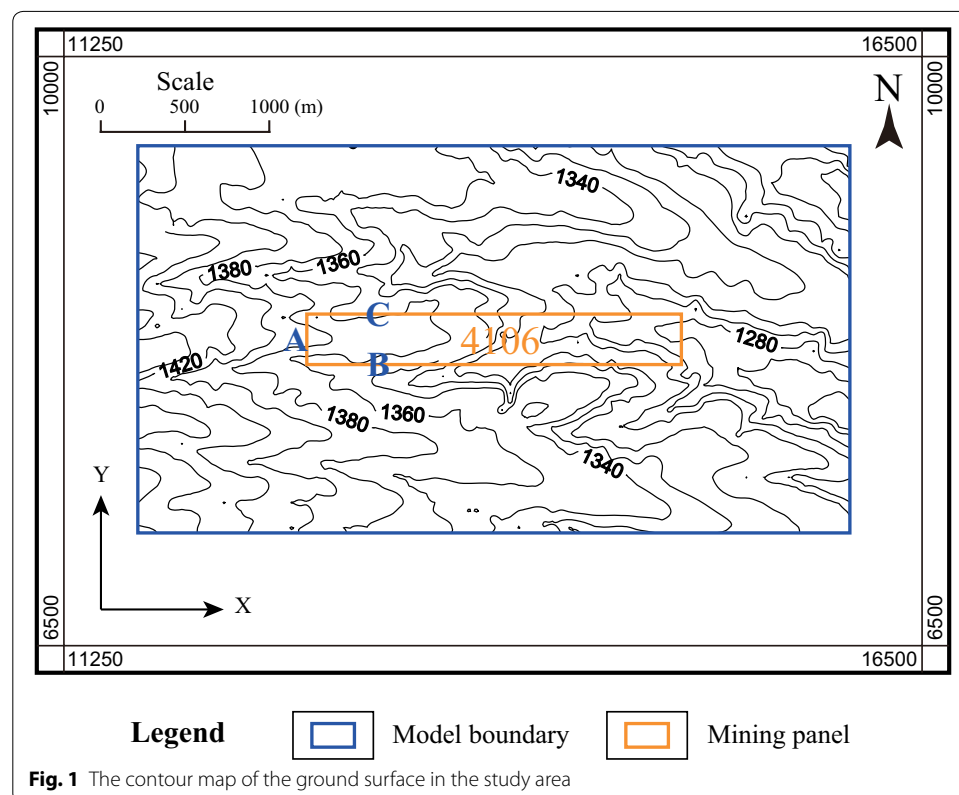 11250 16500
10000 10000
Scale
0 500 1000 (m)
N
1340
1380 1360
C
A 4106 1280
1420 B
1380 1360
1340
Y
X
6500 6500
11250 16500
Legend Model boundary Mining panel
Fig. 1 The contour map of the ground surface in the study area